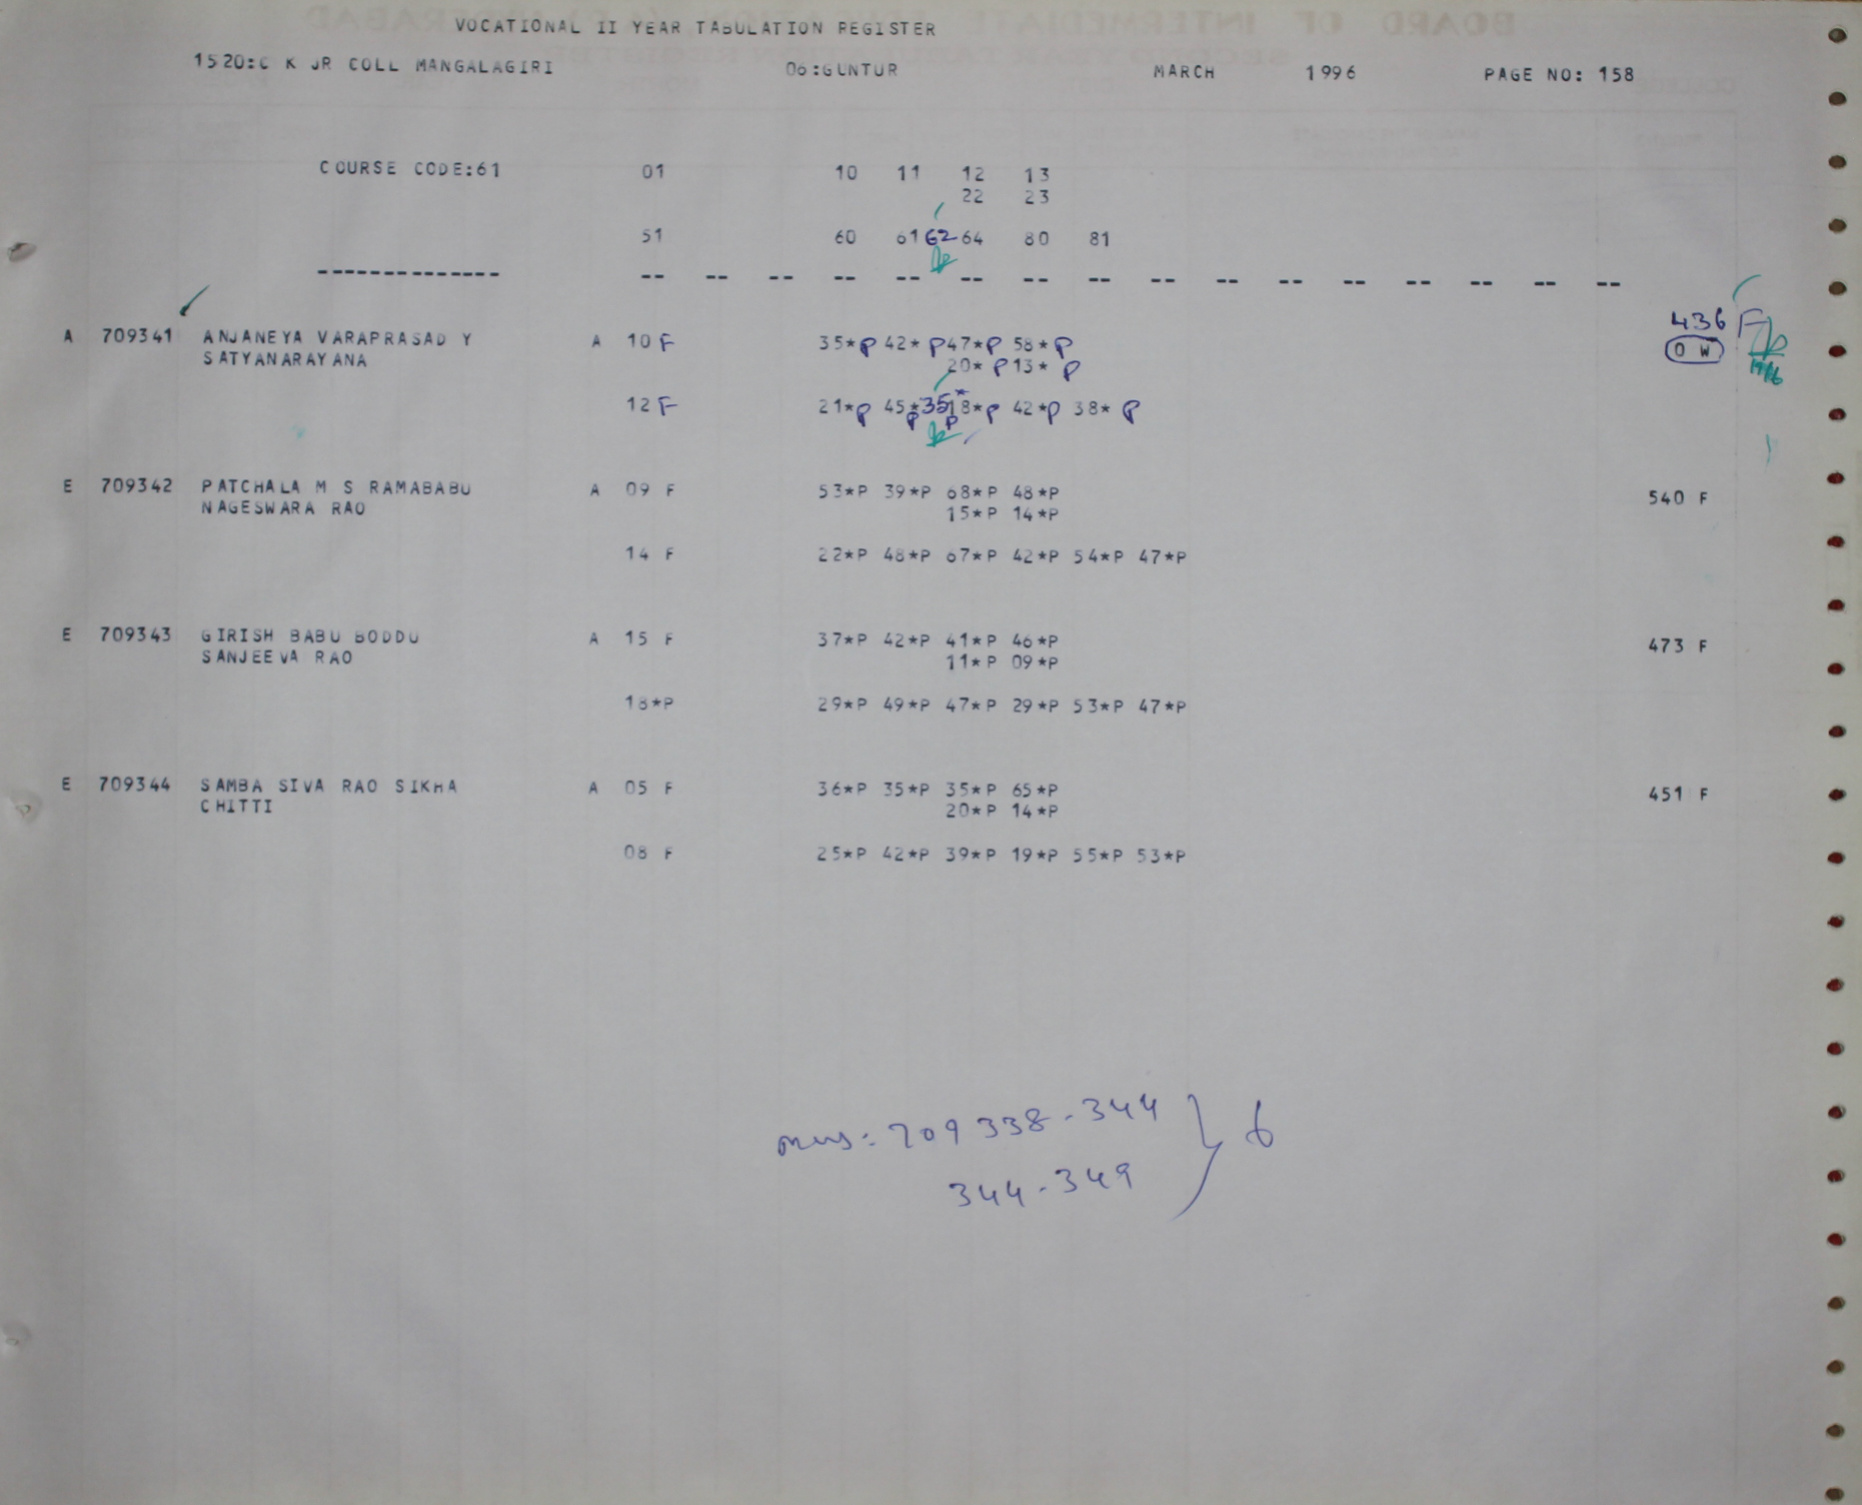 VOCATIONAL II YEAR TABULATION REGISTER
1520:C K JR COLL MANGALAGIRI 06:GUNTUR MARCH 1996 PAGE NO: 158
COURSE CODE:61 01 10 11 12 13
22 23
51 60 61 62 64 80 81
-------------- -- -- -- -- -- -- -- -- -- -- -- -- -- -- -- --
A 709341 ANJANEYA VARAPRASAD Y A 10 F 35*P 42*P 47*P 58*P 436 F
SATYANARAYANA 20*P 13*P O W
12 F 21*P 45*P 35*P 18*P 42*P 38*P
E 709342 PATCHALA M S RAMABABU A 09 F 53*P 39*P 68*P 48*P 540 F
NAGESWARA RAO 15*P 14*P
14 F 22*P 48*P 67*P 42*P 54*P 47*P
E 709343 GIRISH BABU BODDU A 15 F 37*P 42*P 41*P 46*P 473 F
SANJEEVA RAO 11*P 09*P
18*P 29*P 49*P 47*P 29*P 53*P 47*P
E 709344 SAMBA SIVA RAO SIKHA A 05 F 36*P 35*P 35*P 65*P 451 F
CHITTI 20*P 14*P
08 F 25*P 42*P 39*P 19*P 55*P 53*P
709338-344 } 6
344-349